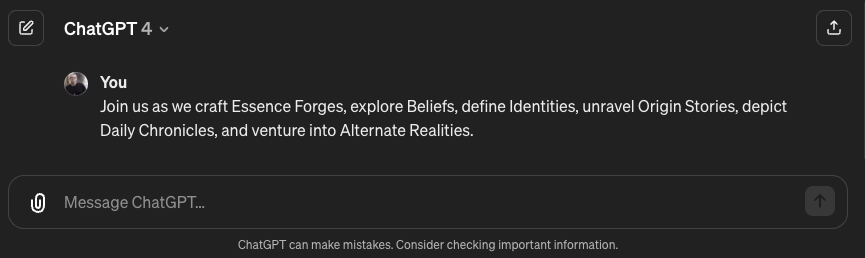 ChatGPT 4
You
Join us as we craft Essence Forges, explore Beliefs, define Identities, unravel Origin Stories, depict
Daily Chronicles, and venture into Alternate Realities.
Message ChatGPT...
ChatGPT can make mistakes. Consider checking important information.